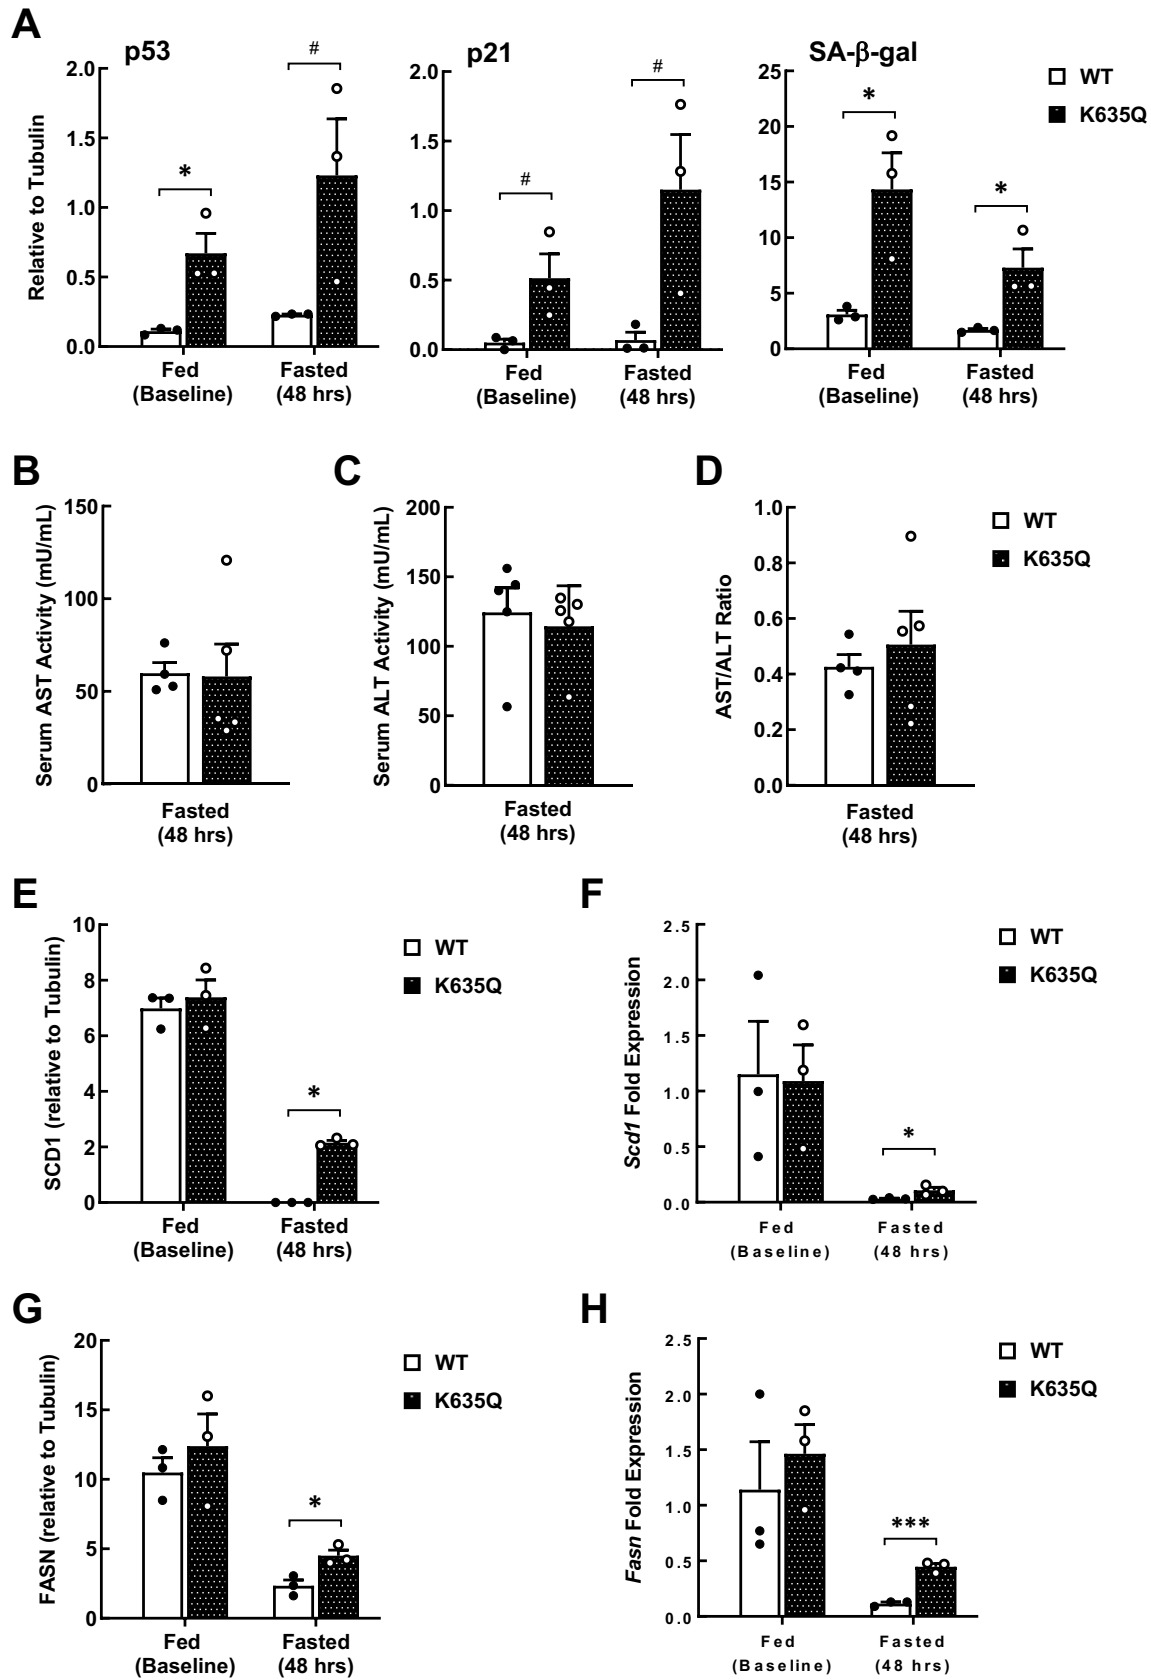 A
p53
p21
SA-β-gal
WT
K635Q
Relative to Tubulin
2.0
1.5
1.0
0.5
0.0
*
#
Fed
(Baseline)
Fasted
(48 hrs)
2.0
1.5
1.0
0.5
0.0
#
#
Fed
(Baseline)
Fasted
(48 hrs)
25
20
15
10
5
0
*
*
Fed
(Baseline)
Fasted
(48 hrs)
B
Serum AST Activity (mU/mL)
150
100
50
0
Fasted
(48 hrs)
C
Serum ALT Activity (mU/mL)
200
150
100
50
0
Fasted
(48 hrs)
D
AST/ALT Ratio
1.0
0.8
0.6
0.4
0.2
0.0
Fasted
(48 hrs)
WT
K635Q
E
SCD1 (relative to Tubulin)
10
8
6
4
2
0
*
Fed
(Baseline)
Fasted
(48 hrs)
WT
K635Q
F
Scd1 Fold Expression
2.5
2.0
1.5
1.0
0.5
0.0
*
Fed
(Baseline)
Fasted
(48 hrs)
WT
K635Q
G
FASN (relative to Tubulin)
20
15
10
5
0
*
Fed
(Baseline)
Fasted
(48 hrs)
WT
K635Q
H
Fasn Fold Expression
2.5
2.0
1.5
1.0
0.5
0.0
***
Fed
(Baseline)
Fasted
(48 hrs)
WT
K635Q